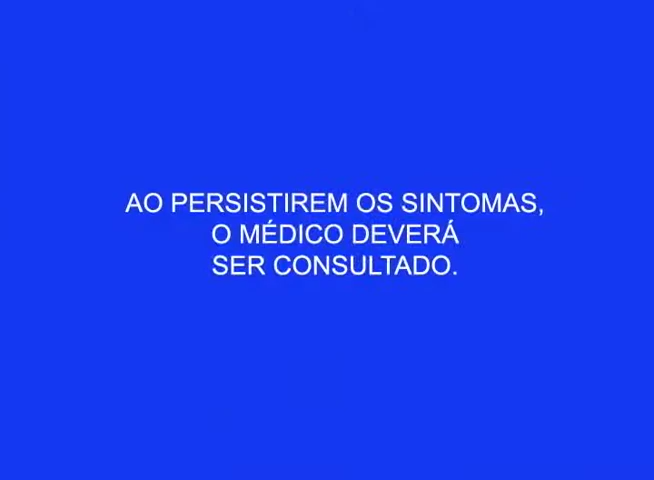 AO PERSISTIREM OS SINTOMAS,
O MÉDICO DEVERÁ
SER CONSULTADO.